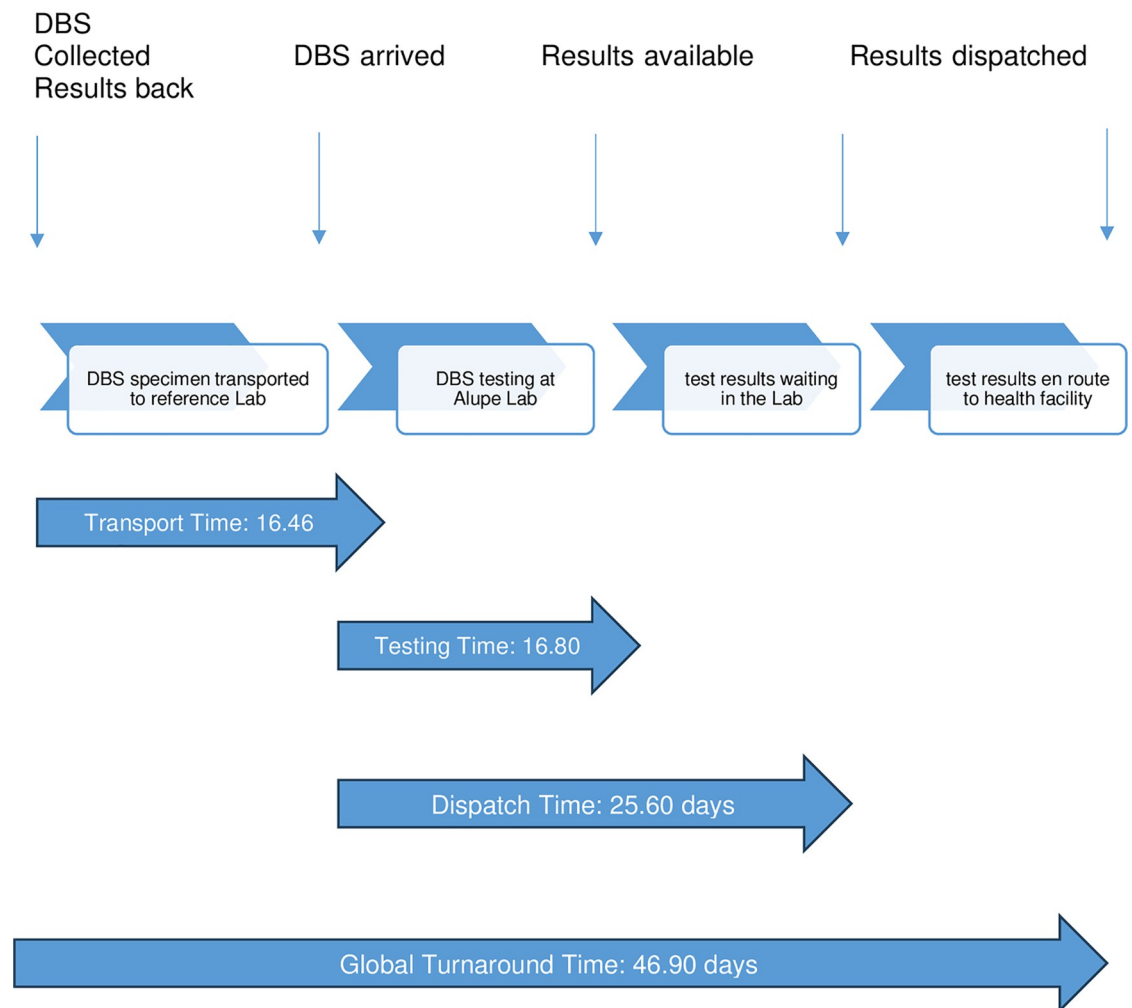 DBS
Collected
Results back
DBS arrived
Results available
Results dispatched
DBS specimen transported
to reference Lab
DBS testing at
Alupe Lab
test results waiting
in the Lab
test results en route
to health facility
Transport Time: 16.46
Testing Time: 16.80
Dispatch Time: 25.60 days
Global Turnaround Time: 46.90 days